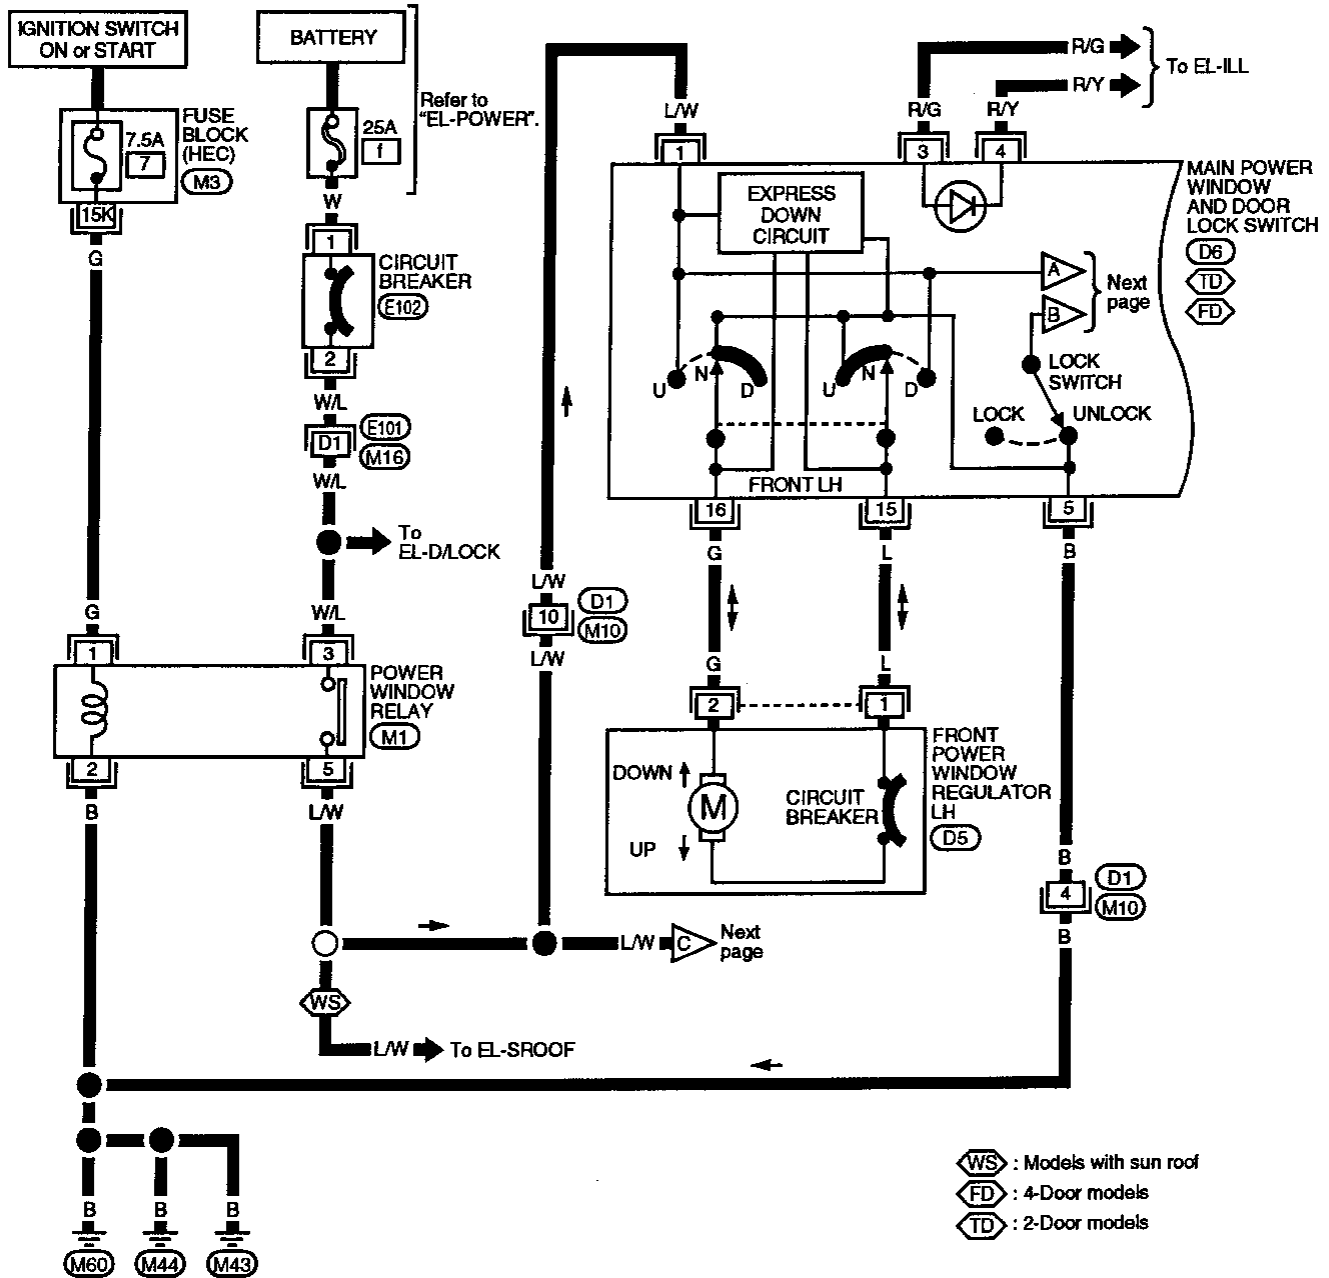 IGNITION SWITCH
ON or START
BATTERY
Refer to
"EL-POWER".
7.5A
7
FUSE
BLOCK
(HEC)
M3
15K
G
25A
f
W
1
CIRCUIT
BREAKER
E102
2
W/L
D1
E101
M16
W/L
To
EL-D/LOCK
G
W/L
1
3
POWER
WINDOW
RELAY
M1
2
5
B
L/W
WS
L/W
To EL-SROOF
L/W
C
Next
page
L/W
10
D1
M10
L/W
L/W
1
R/G
R/Y
To EL-ILL
R/G
R/Y
3
4
MAIN POWER
WINDOW
AND DOOR
LOCK SWITCH
D6
TD
FD
EXPRESS
DOWN
CIRCUIT
A
B
Next
page
U
N
D
U
N
D
LOCK
SWITCH
LOCK
UNLOCK
FRONT LH
16
15
5
G
L
B
G
L
2
1
FRONT
POWER
WINDOW
REGULATOR
LH
D5
DOWN
M
UP
CIRCUIT
BREAKER
B
4
D1
M10
B
B
B
B
M60
M44
M43
WS : Models with sun roof
FD : 4-Door models
TD : 2-Door models